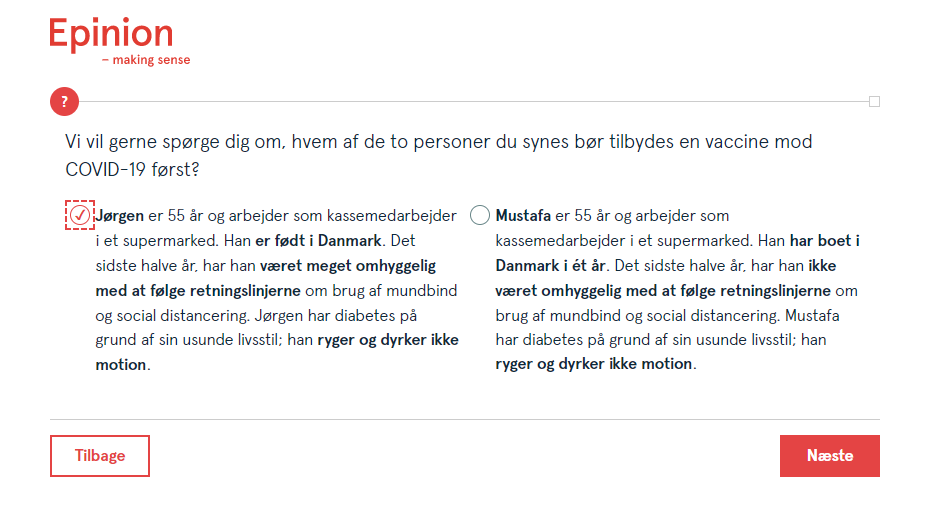 Epinion
– making sense
?
Vi vil gerne spørge dig om, hvem af de to personer du synes bør tilbydes en vaccine mod
COVID-19 først?
Jørgen er 55 år og arbejder som kassemedarbejder
i et supermarked. Han er født i Danmark. Det
sidste halve år, har han været meget omhyggelig
med at følge retningslinjerne om brug af mundbind
og social distancering. Jørgen har diabetes på
grund af sin usunde livsstil; han ryger og dyrker ikke
motion.
Mustafa er 55 år og arbejder som
kassemedarbejder i et supermarked. Han har boet i
Danmark i ét år. Det sidste halve år, har han ikke
været omhyggelig med at følge retningslinjerne om
brug af mundbind og social distancering. Mustafa
har diabetes på grund af sin usunde livsstil; han
ryger og dyrker ikke motion.
Tilbage
Næste